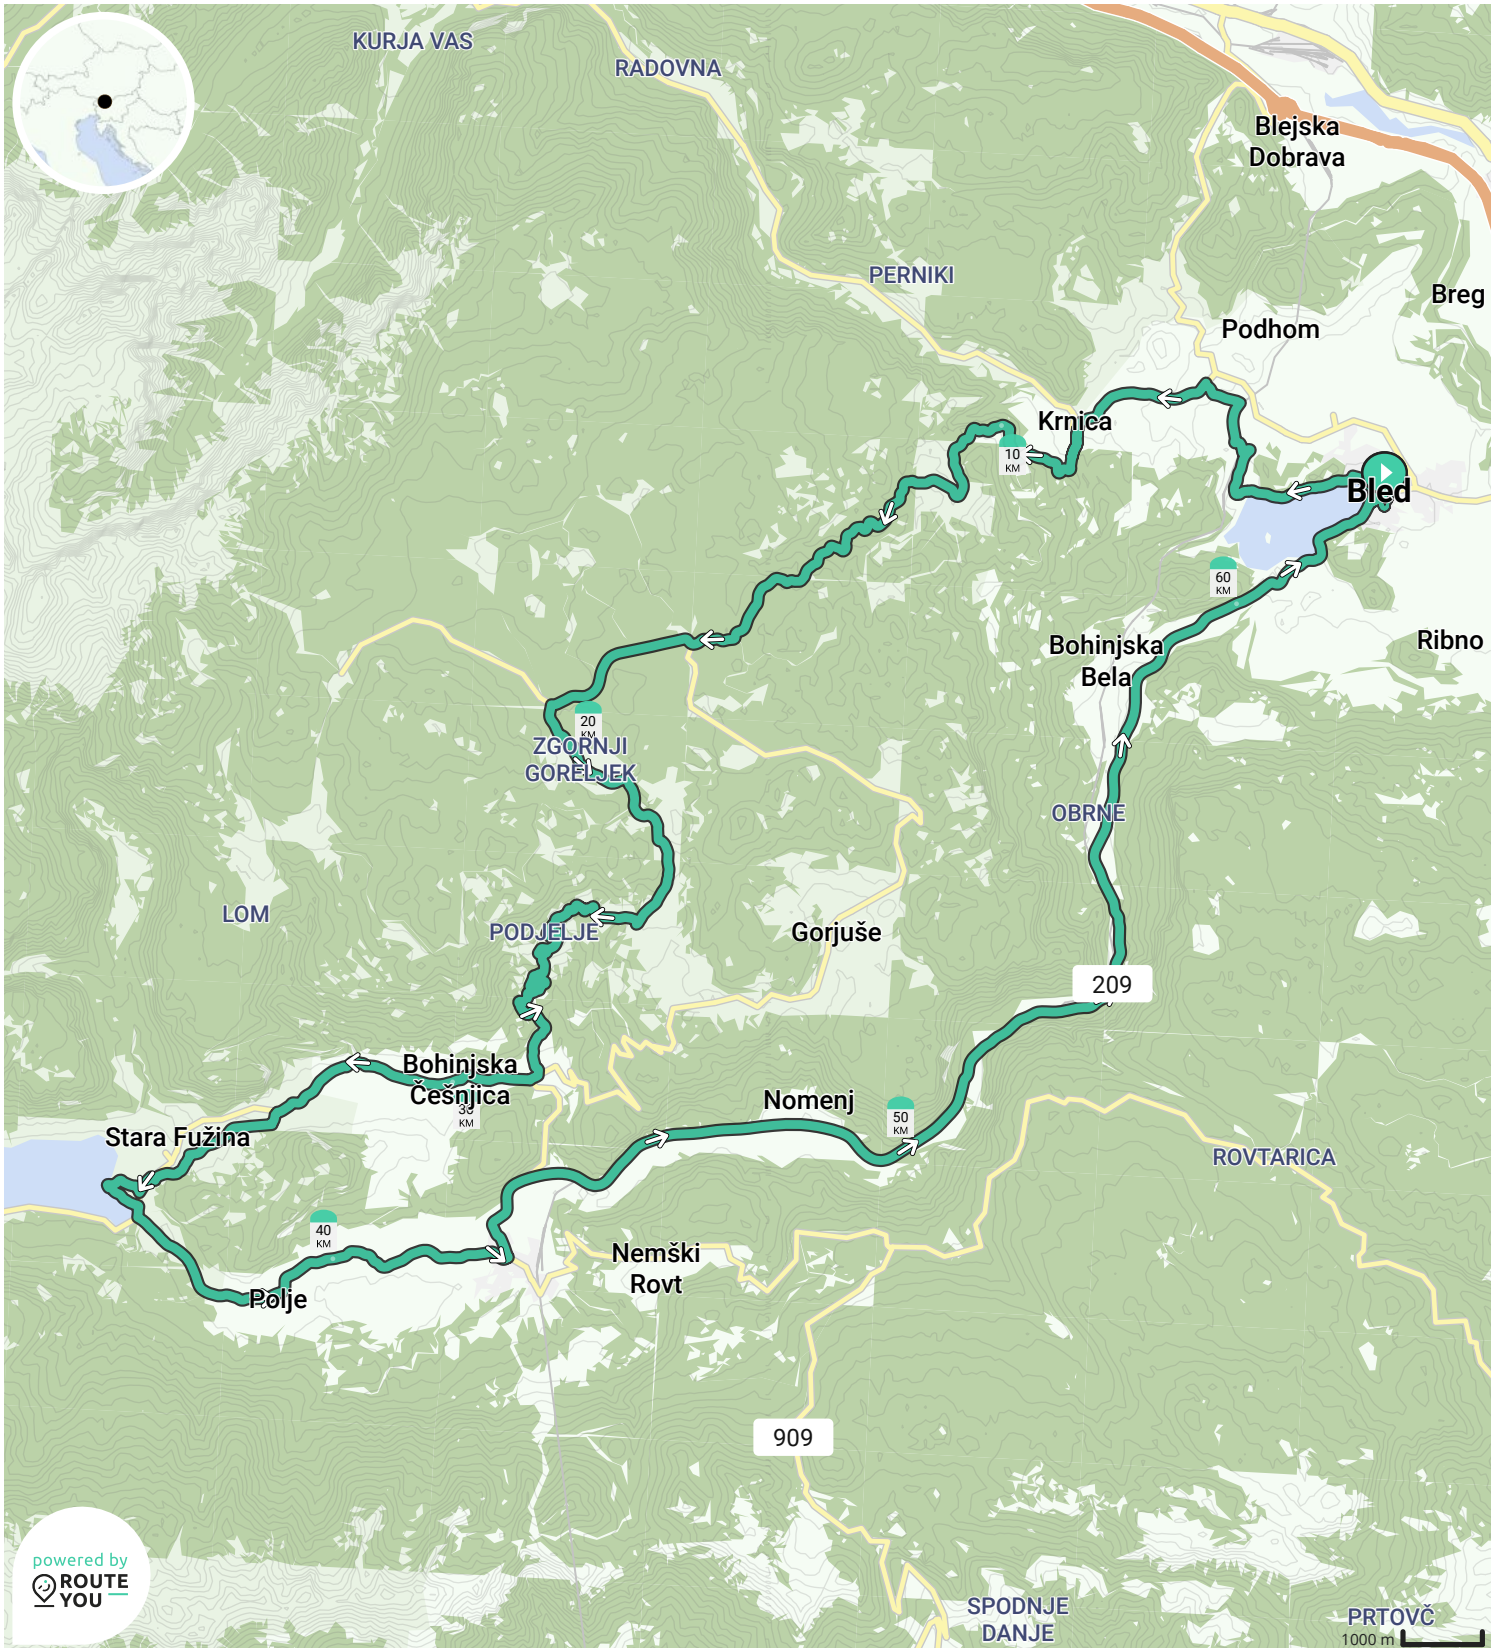 KURJA VAS
RADOVNA
Blejska
Dobrava
PERNIKI
Breg
Podhom
Krnica
10
KM
Bled
60
KM
Bohinjska
Bela
Ribno
20
KM
ZGORNJI
GORELJEK
OBRNE
LOM
PODJELJE
Gorjuše
209
Bohinjska
Češnjica
30
KM
Nomenj
50
KM
Stara Fužina
ROVTARICA
40
KM
Nemški
Rovt
Polje
909
powered by
ROUTE
YOU
SPODNJE
DANJE
PRTOVČ
1000 m